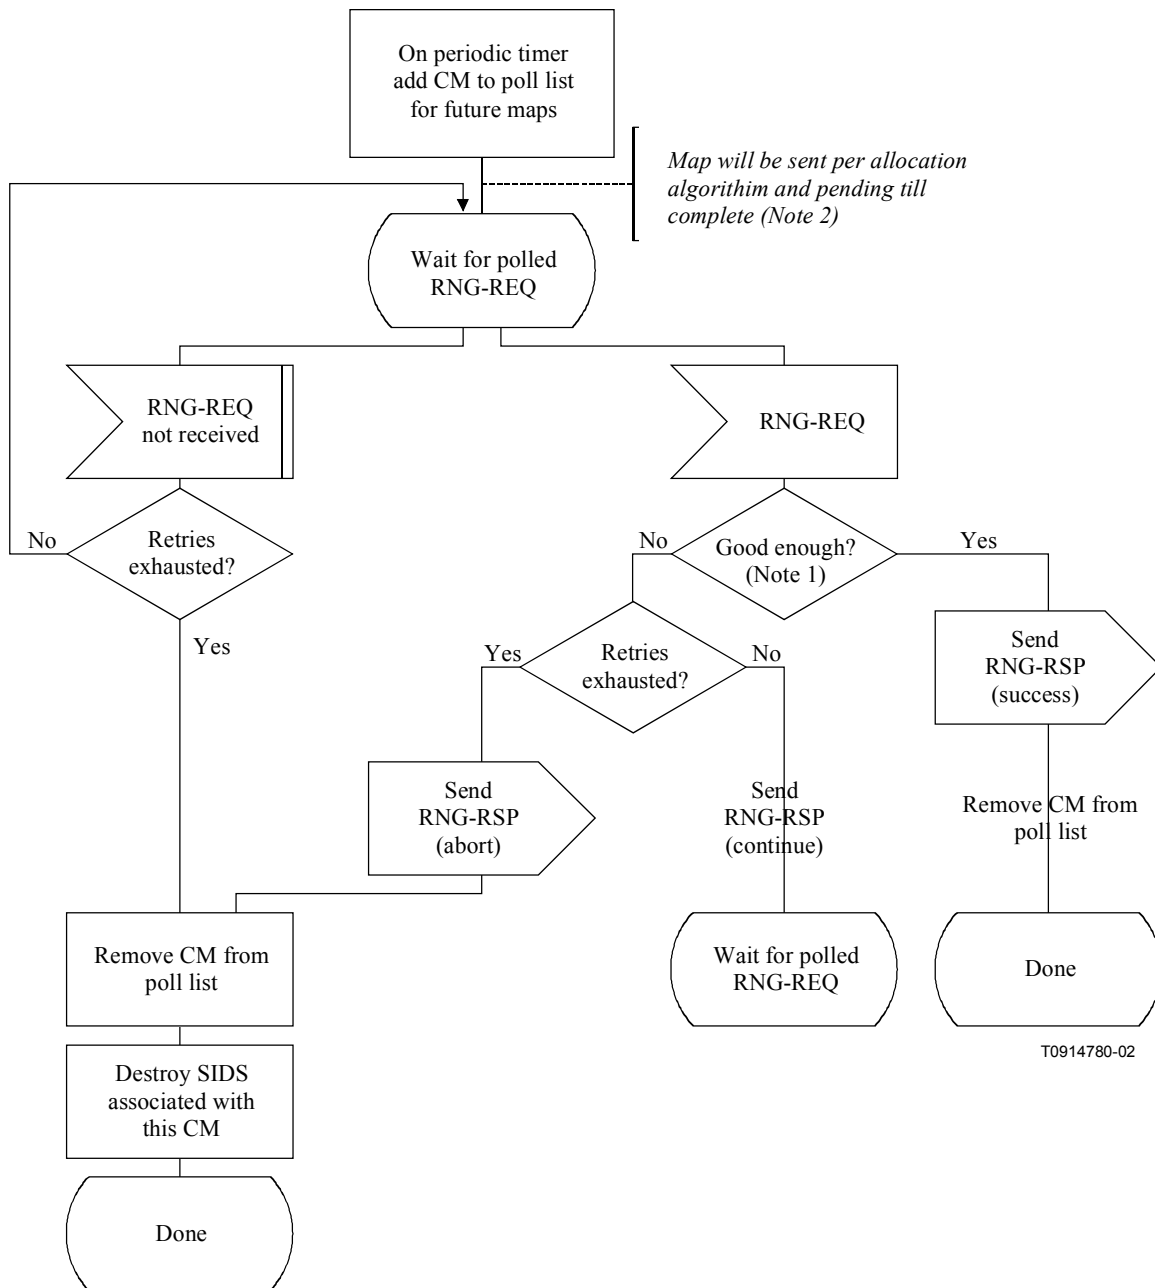 On periodic timer
add CM to poll list
for future maps
Map will be sent per allocation
algorithim and pending till
complete (Note 2)
Wait for polled
RNG-REQ
RNG-REQ
not received
RNG-REQ
No
Retries
exhausted?
Yes
No
Good enough?
(Note 1)
Yes
Yes
Retries
exhausted?
No
Send
RNG-RSP
(success)
Send
RNG-RSP
(abort)
Send
RNG-RSP
(continue)
Remove CM from
poll list
Remove CM from
poll list
Wait for polled
RNG-REQ
Done
T0914780-02
Destroy SIDS
associated with
this CM
Done